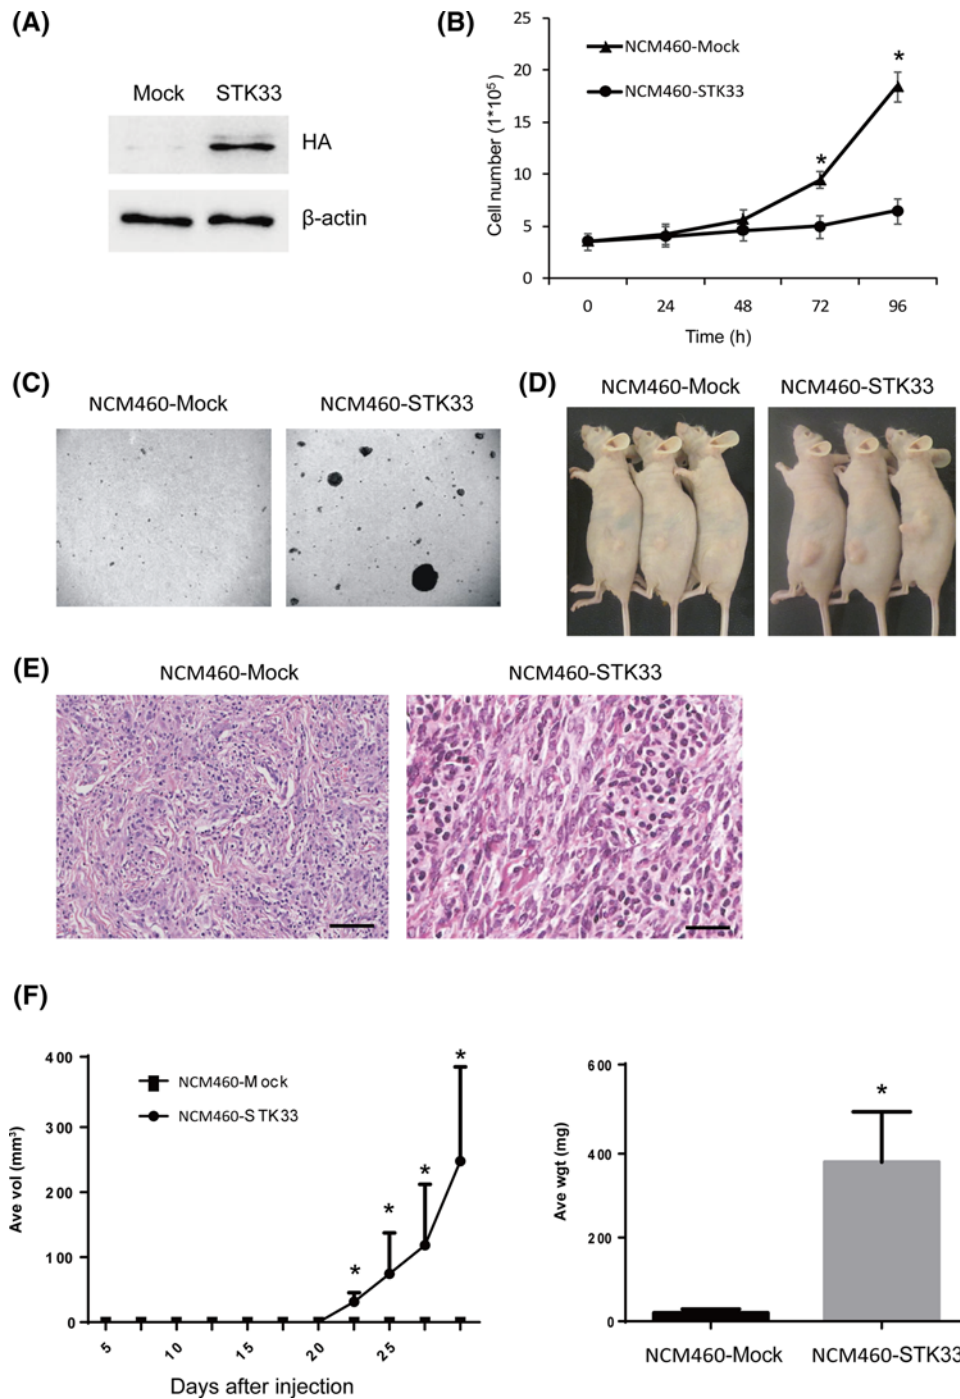 (A)
Mock STK33
HA
β-actin
(B)
25
20
15
10
5
0
Cell number (1*10⁵)
NCM460-Mock
NCM460-STK33
*
*
0 24 48 72 96
Time (h)
(C)
NCM460-Mock NCM460-STK33
(D)
NCM460-Mock NCM460-STK33
(E)
NCM460-Mock NCM460-STK33
(F)
400
300
200
100
0
Ave vol (mm³)
NCM460-Mock
NCM460-STK33
* * * *
5 10 15 20 25
Days after injection
600
400
200
0
Ave wgt (mg)
*
NCM460-Mock NCM460-STK33